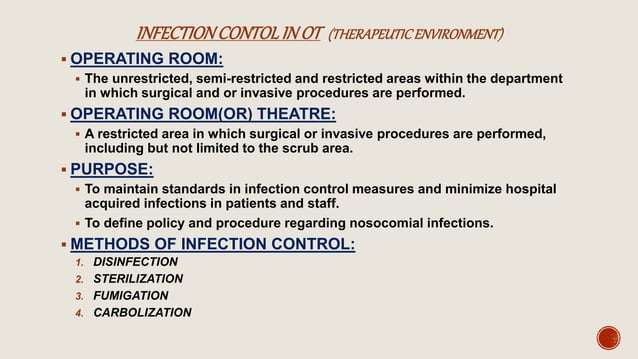 INFECTION CONTOL IN OT (THERAPEUTIC ENVIRONMENT)
▪ OPERATING ROOM:
▪ The unrestricted, semi-restricted and restricted areas within the department
in which surgical and or invasive procedures are performed.
▪ OPERATING ROOM(OR) THEATRE:
▪ A restricted area in which surgical or invasive procedures are performed,
including but not limited to the scrub area.
▪ PURPOSE:
▪ To maintain standards in infection control measures and minimize hospital
acquired infections in patients and staff.
▪ To define policy and procedure regarding nosocomial infections.
▪ METHODS OF INFECTION CONTROL:
1. DISINFECTION
2. STERILIZATION
3. FUMIGATION
4. CARBOLIZATION